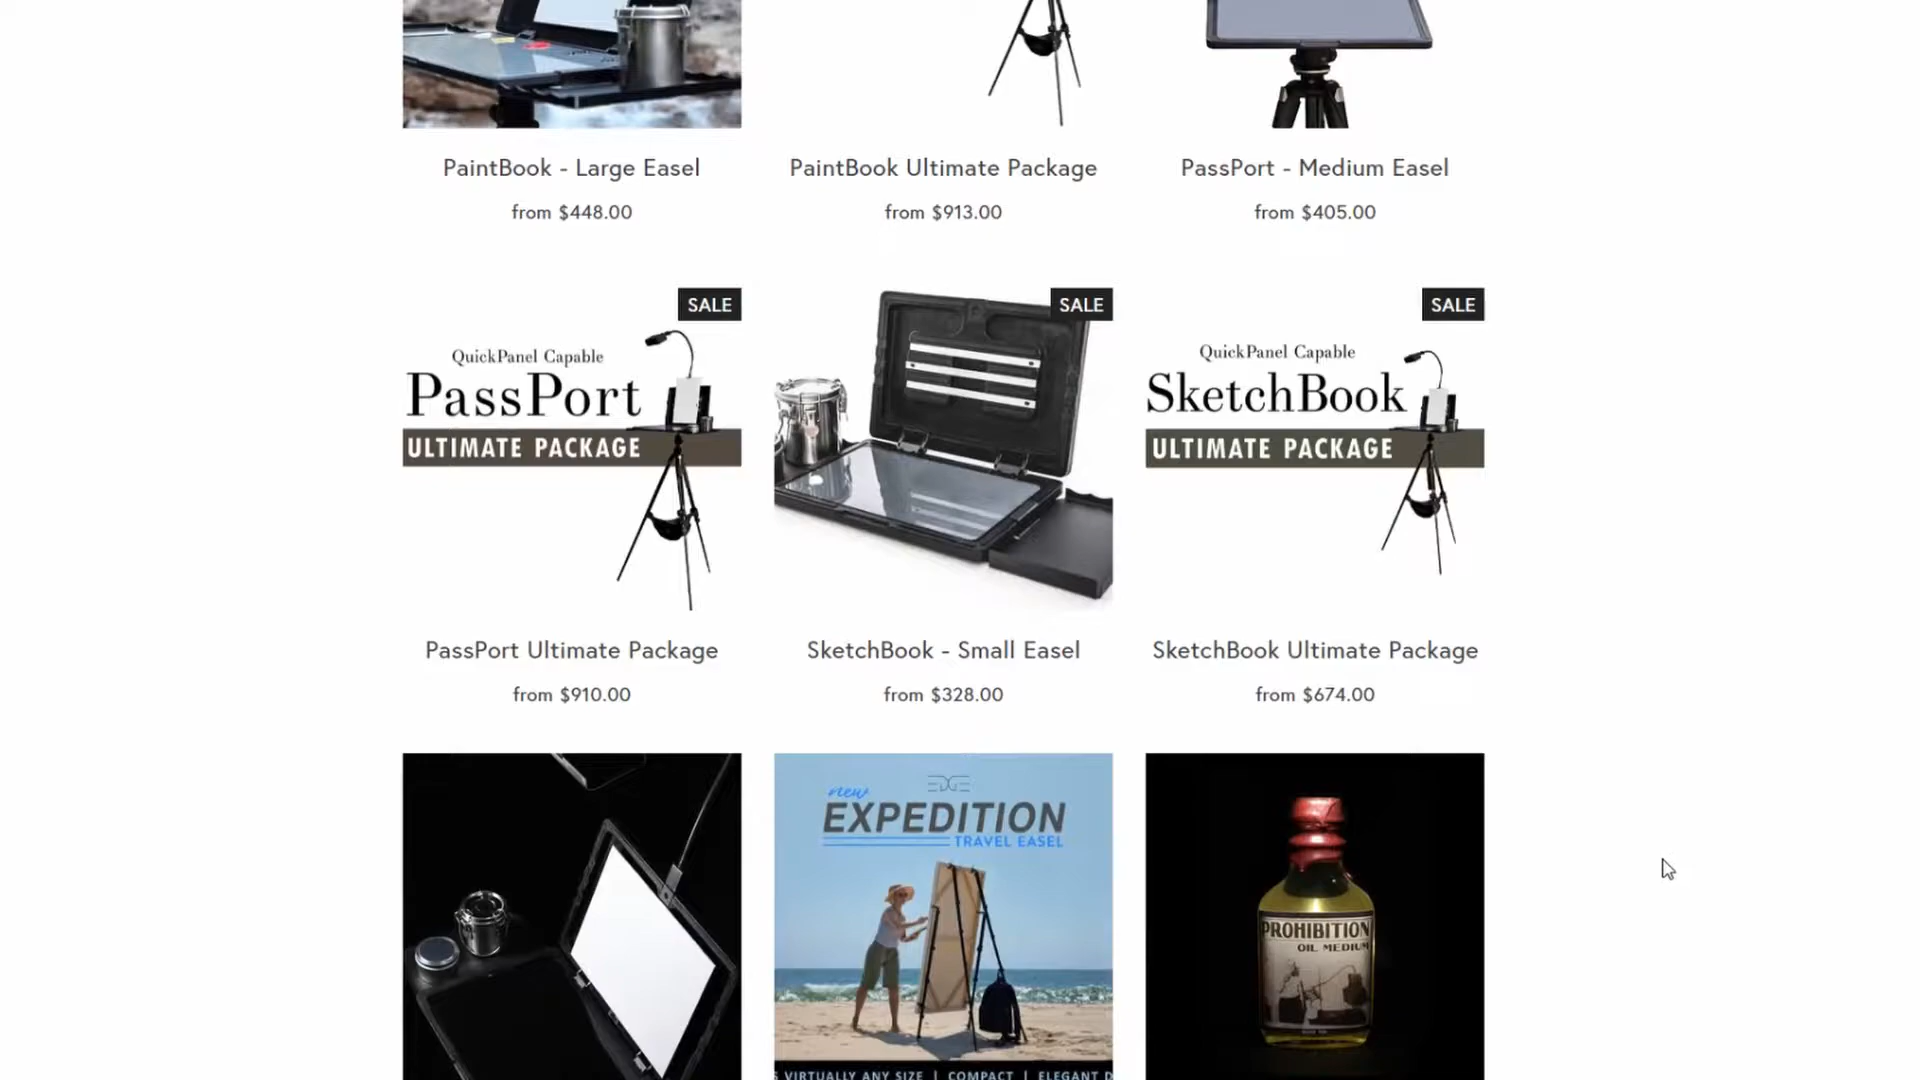 PaintBook - Large Easel
from $448.00
PaintBook Ultimate Package
from $913.00
PassPort - Medium Easel
from $405.00
SALE
QuickPanel Capable
PassPort
ULTIMATE PACKAGE
PassPort Ultimate Package
from $910.00
SALE
SketchBook - Small Easel
from $328.00
SALE
QuickPanel Capable
SketchBook
ULTIMATE PACKAGE
SketchBook Ultimate Package
from $674.00
new
EDGE
EXPEDITION
TRAVEL EASEL
VIRTUALLY ANY SIZE | COMPACT | ELEGANT
PROHIBITION
OIL MEDIUM